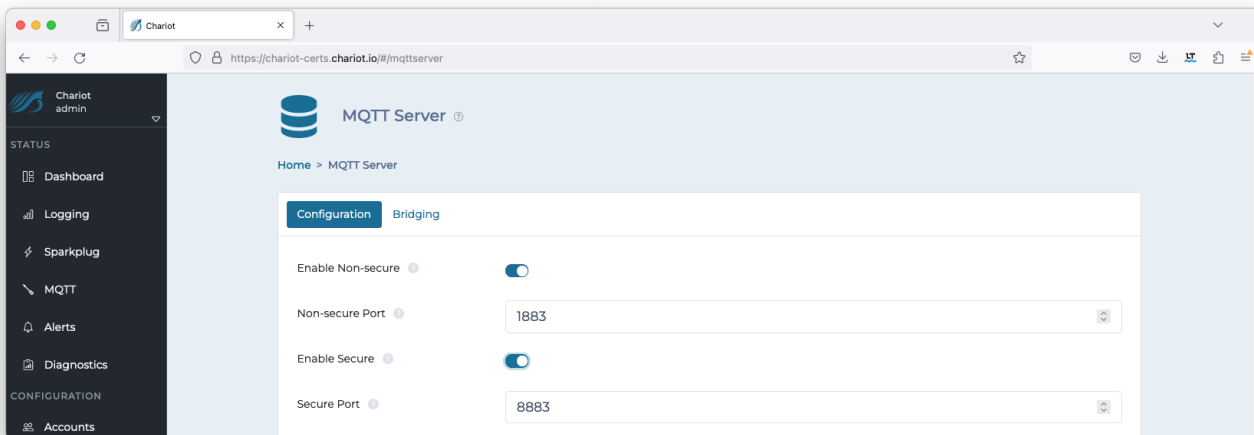 Chariot
https://chariot-certs.chariot.io/#/mqttserver
LT
Chariot
admin
STATUS
Dashboard
Logging
Sparkplug
MQTT
Alerts
Diagnostics
CONFIGURATION
Accounts
MQTT Server ?
Home > MQTT Server
Configuration Bridging
Enable Non-secure ?
Non-secure Port ? 1883
Enable Secure ?
Secure Port ? 8883